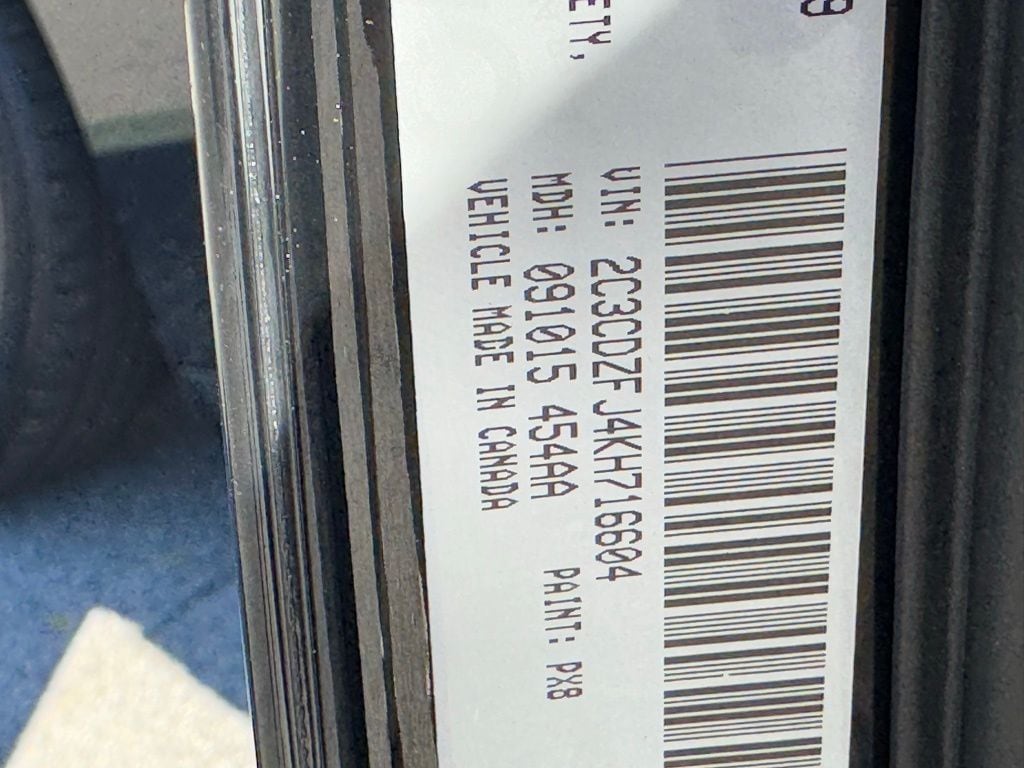 ETY,
VIN: 2C3CDZFJ4KH716604
MDH: 091015 454AA PAINT: PX8
VEHICLE MADE IN CANADA